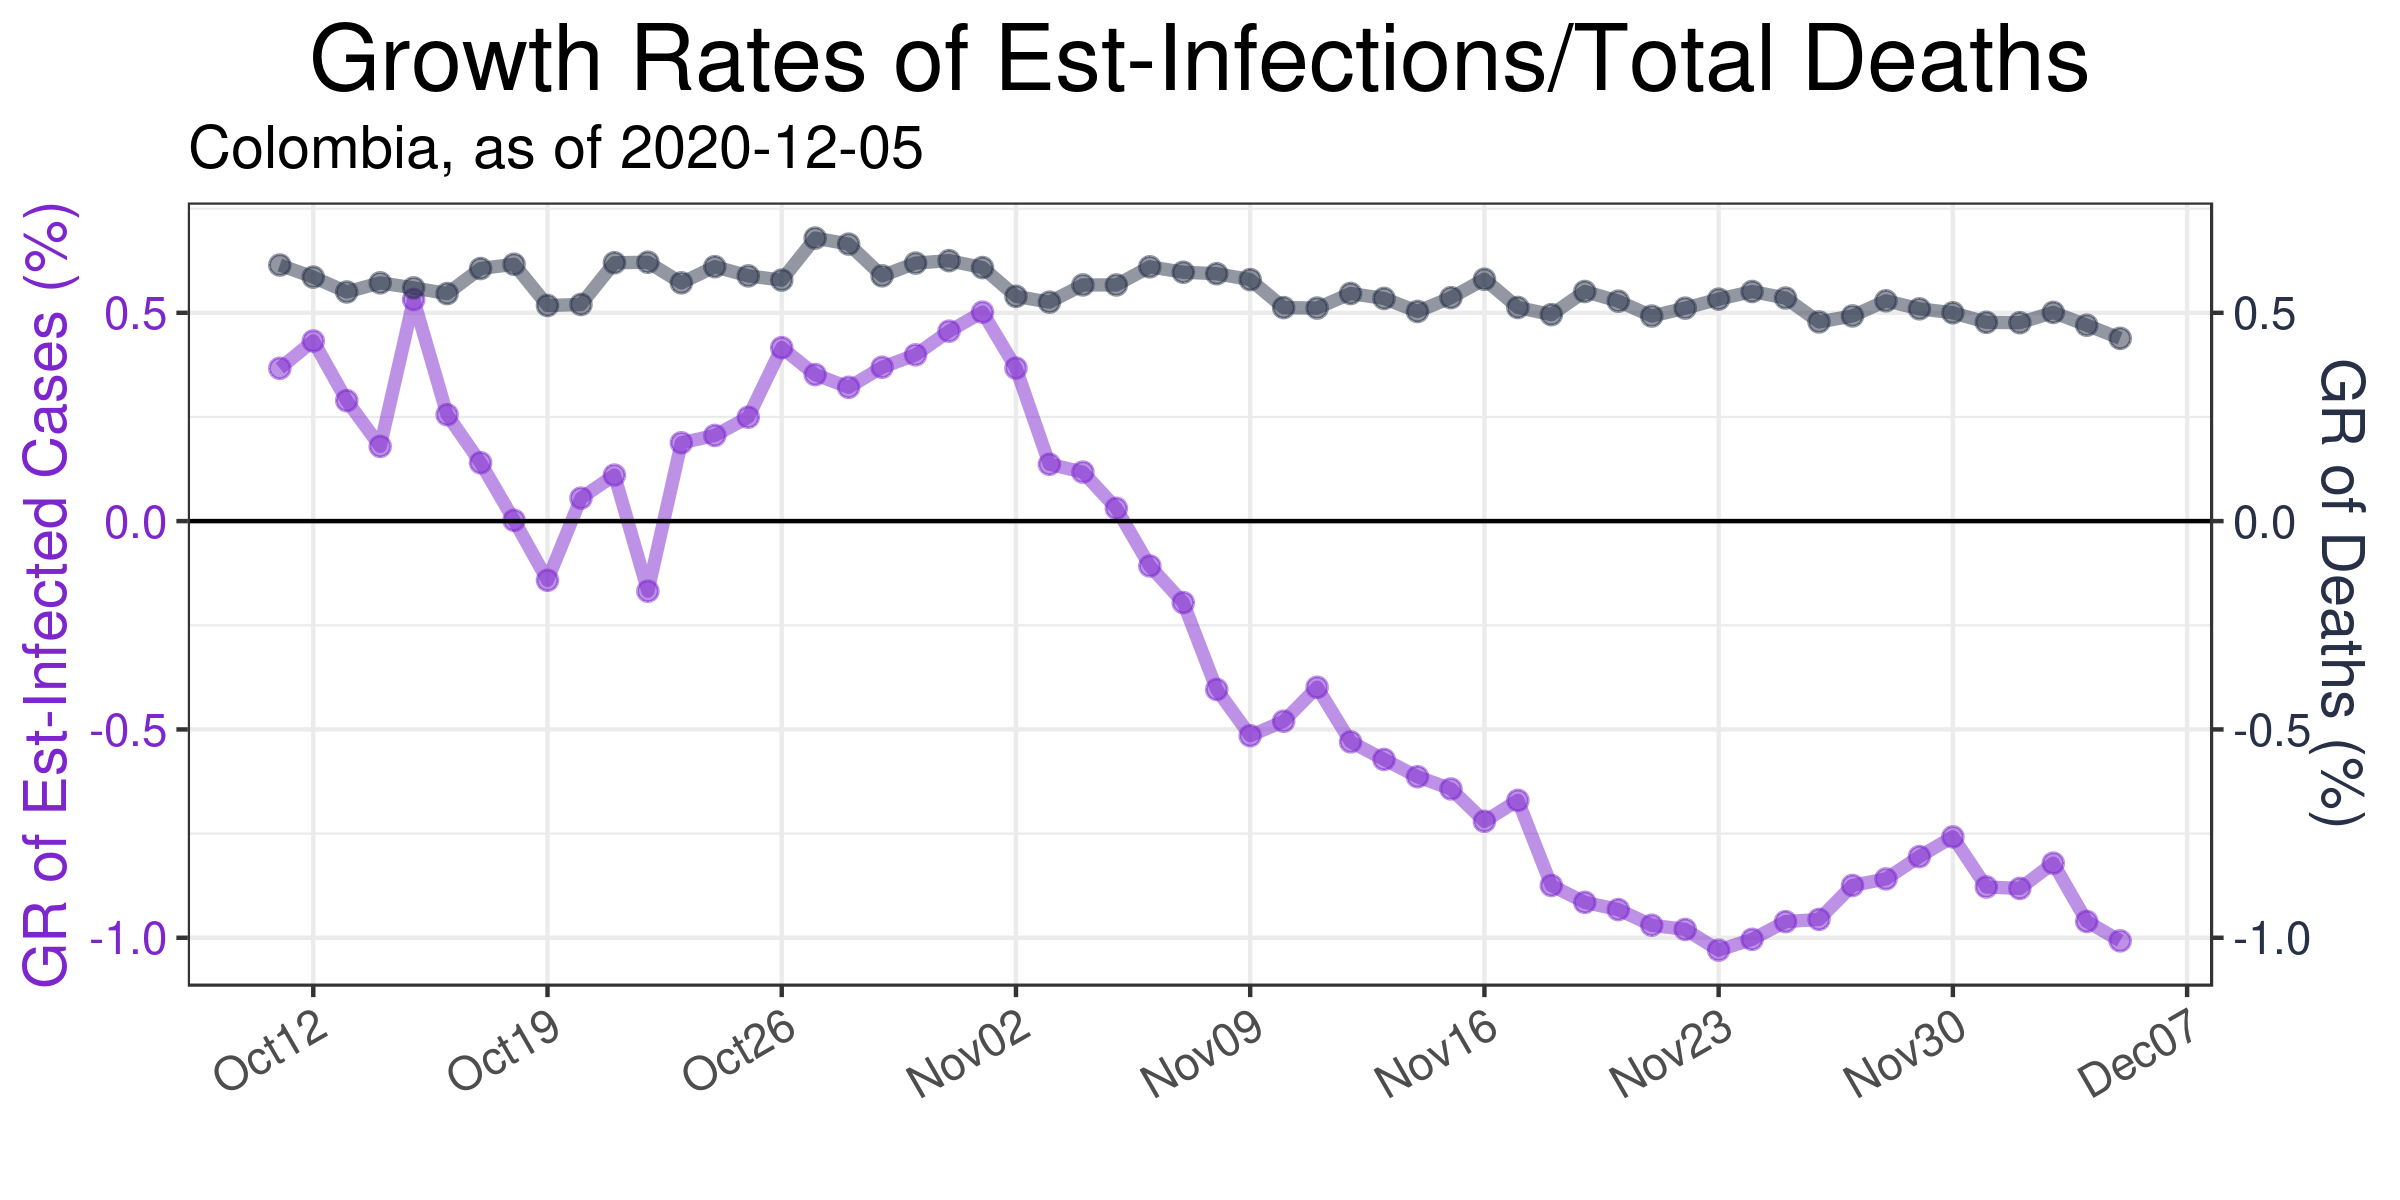 Growth Rates of Est-Infections/Total Deaths
Colombia, as of 2020-12-05
GR of Est-Infected Cases (%)
0.5
0.0
-0.5
-1.0
0.5
0.0
-0.5
-1.0
GR of Deaths (%)
Oct12
Oct19
Oct26
Nov02
Nov09
Nov16
Nov23
Nov30
Dec07